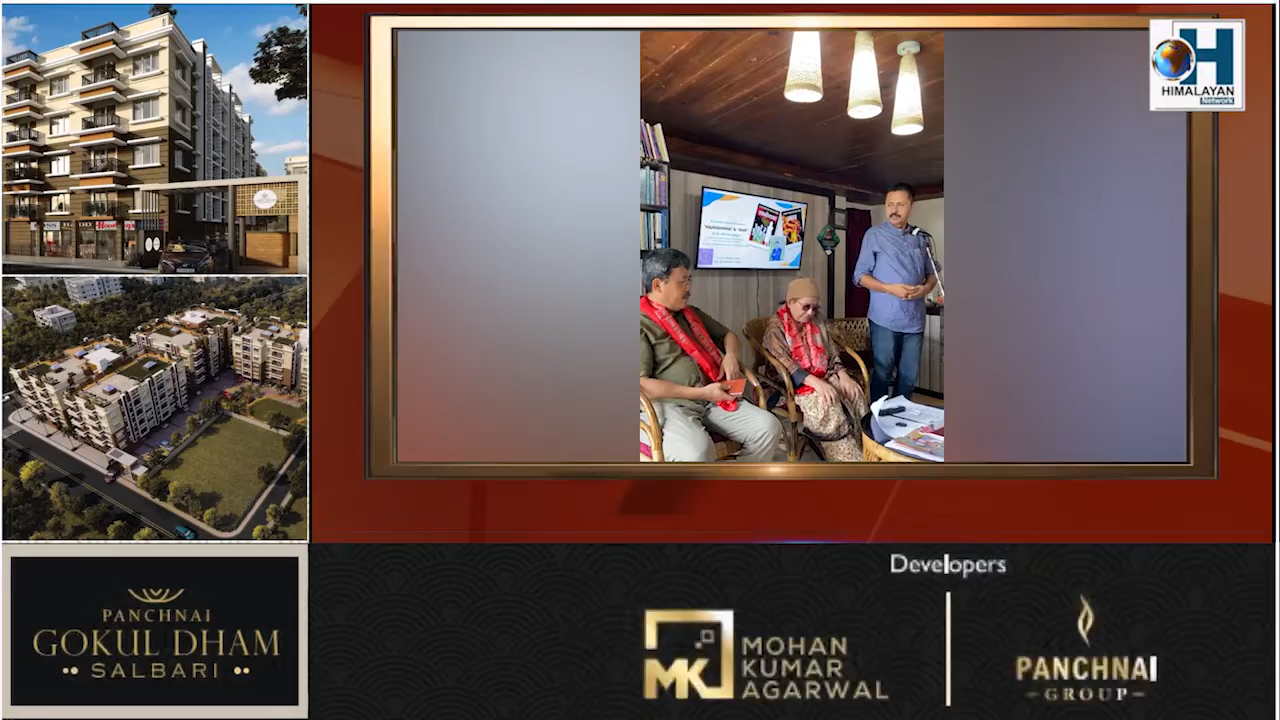 HIMALAYAN
Network
PANCHNAI
GOKUL DHAM
SALBARI
Developers
MK
MOHAN
KUMAR
AGARWAL
PANCHNAI
GROUP